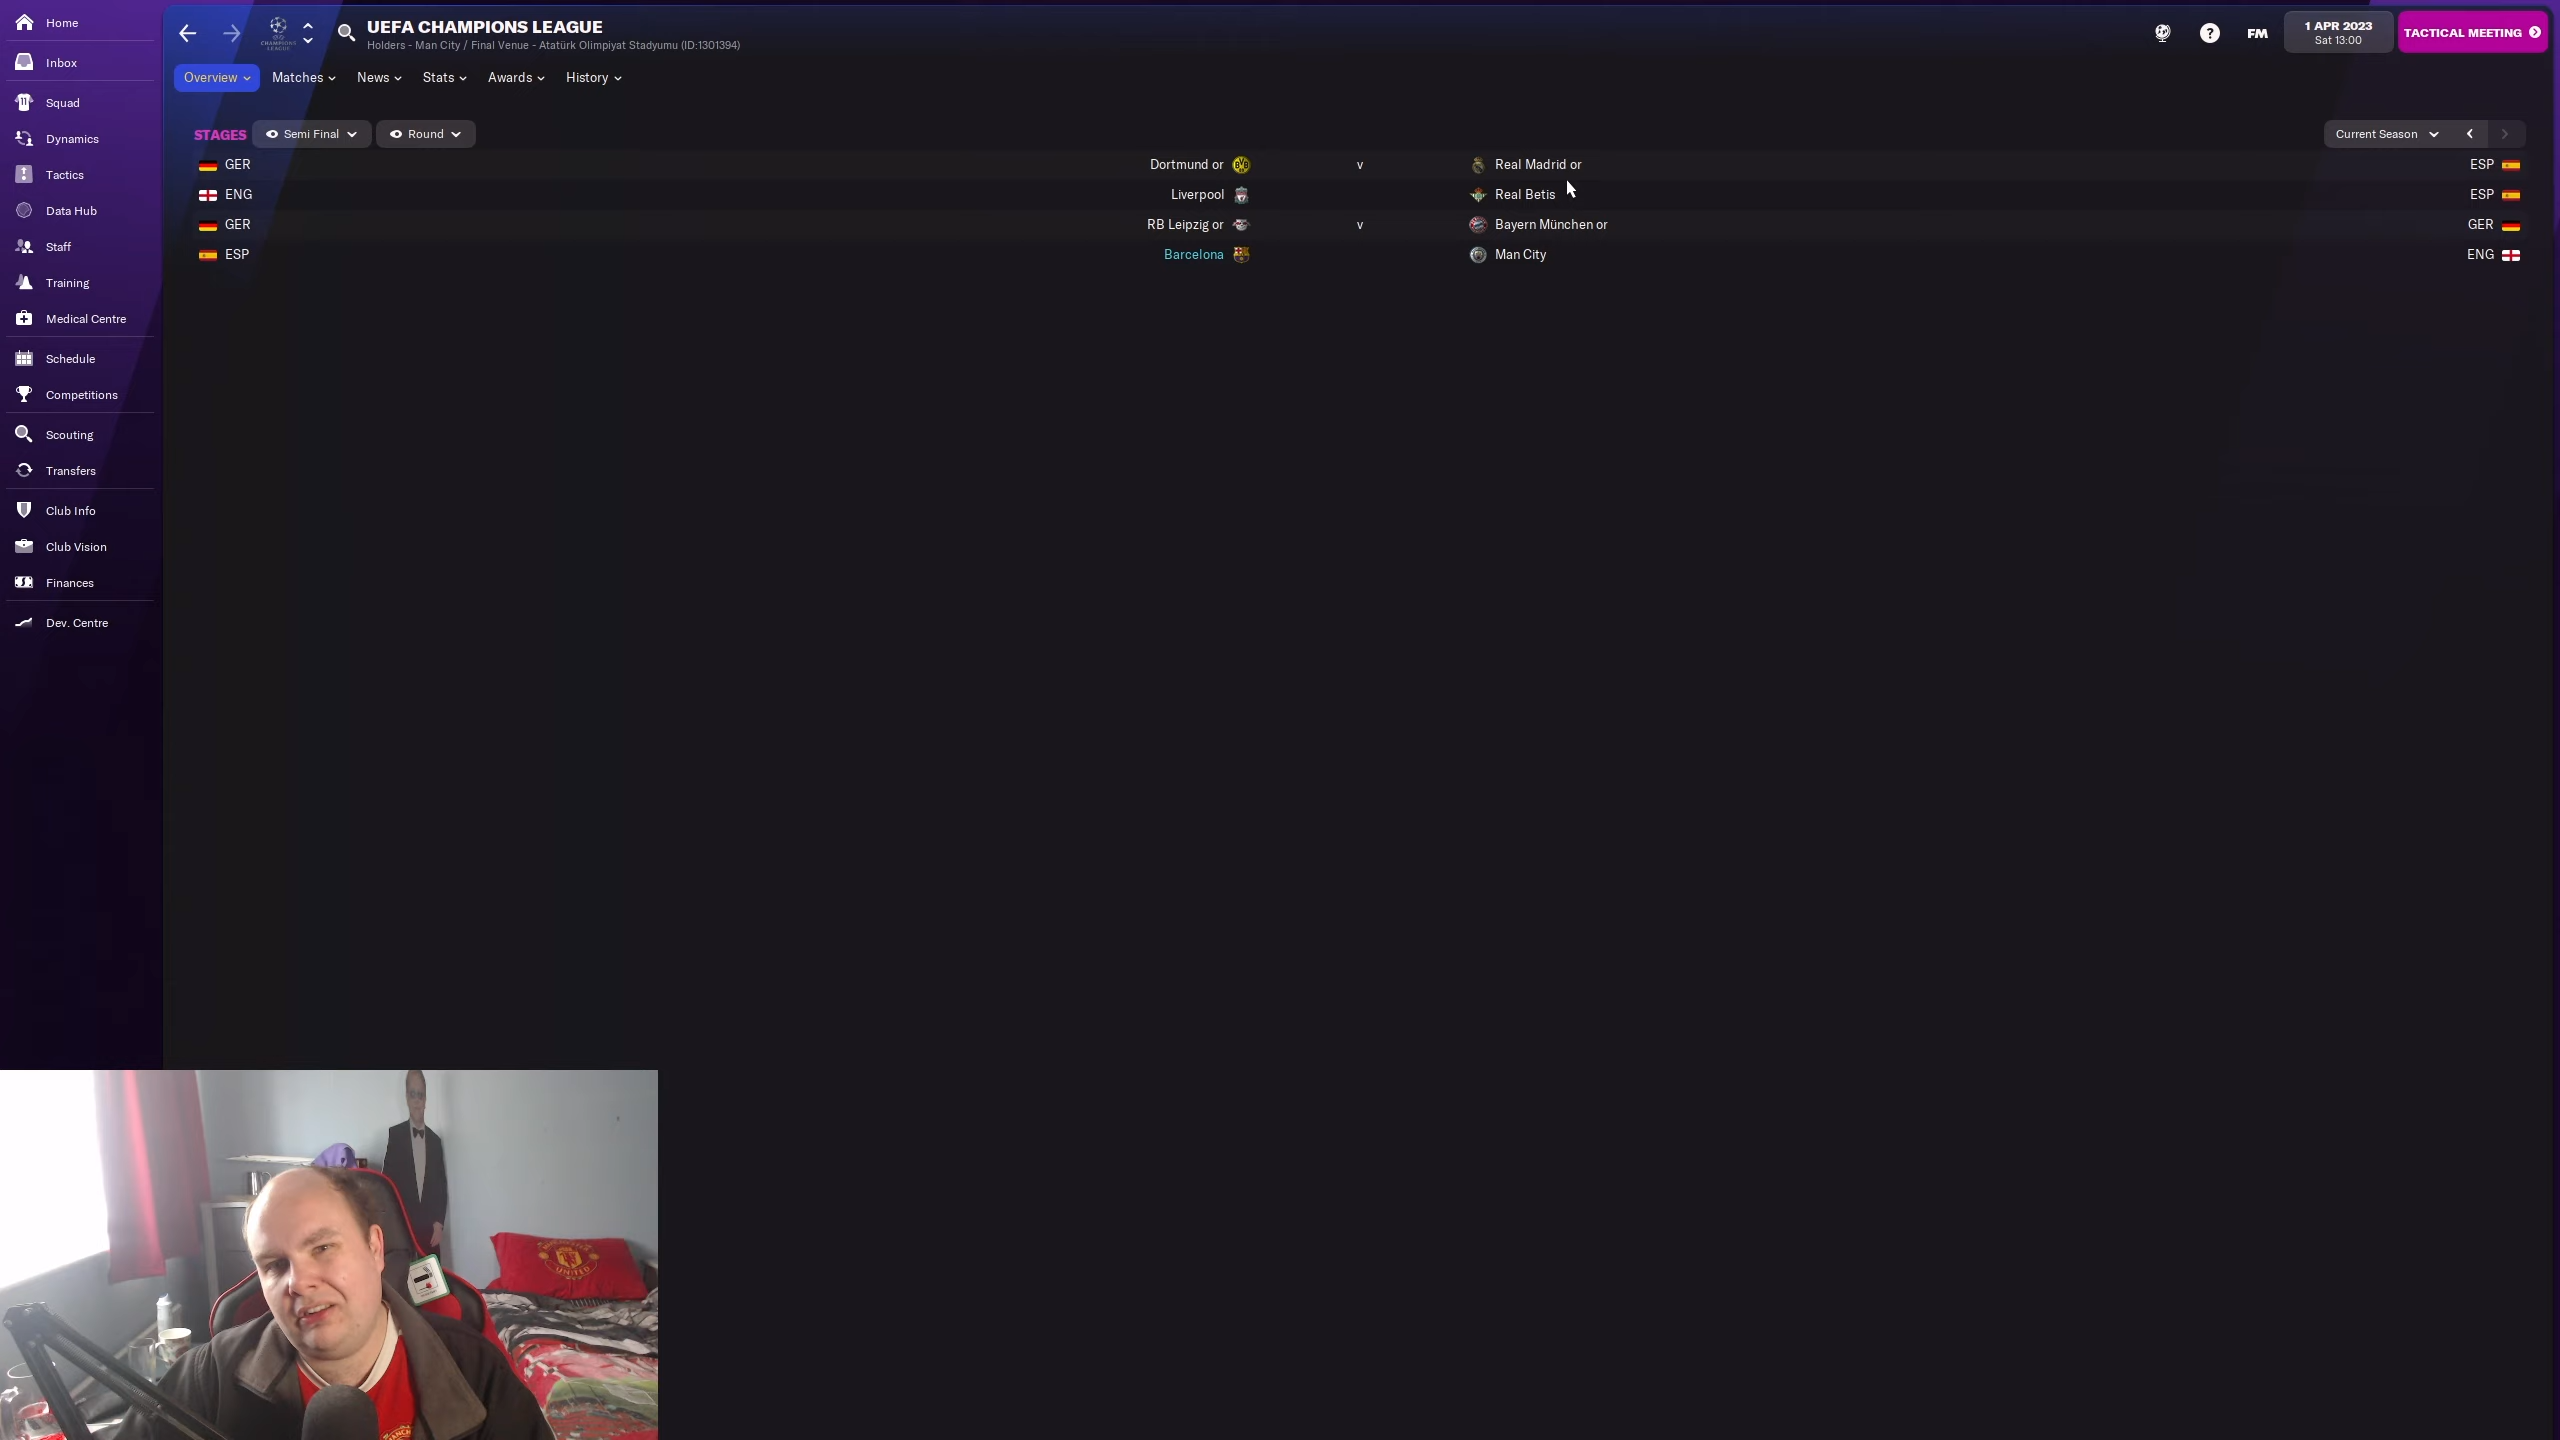 Home
Inbox
Squad
Dynamics
Tactics
Data Hub
Staff
Training
Medical Centre
Schedule
Competitions
Scouting
Transfers
Club Info
Club Vision
Finances
Dev. Centre
UEFA CHAMPIONS LEAGUE
Holders - Man City / Final Venue - Atatürk Olimpiyat Stadyumu (ID:1301394)
FM
1 APR 2023
Sat 13:00
TACTICAL MEETING
Overview Matches News Stats Awards History
STAGES Semi Final Round Current Season
GER Dortmund or v Real Madrid or ESP
ENG Liverpool Real Betis ESP
GER RB Leipzig or v Bayern München or GER
ESP Barcelona Man City ENG
MANCHESTER
UNITED